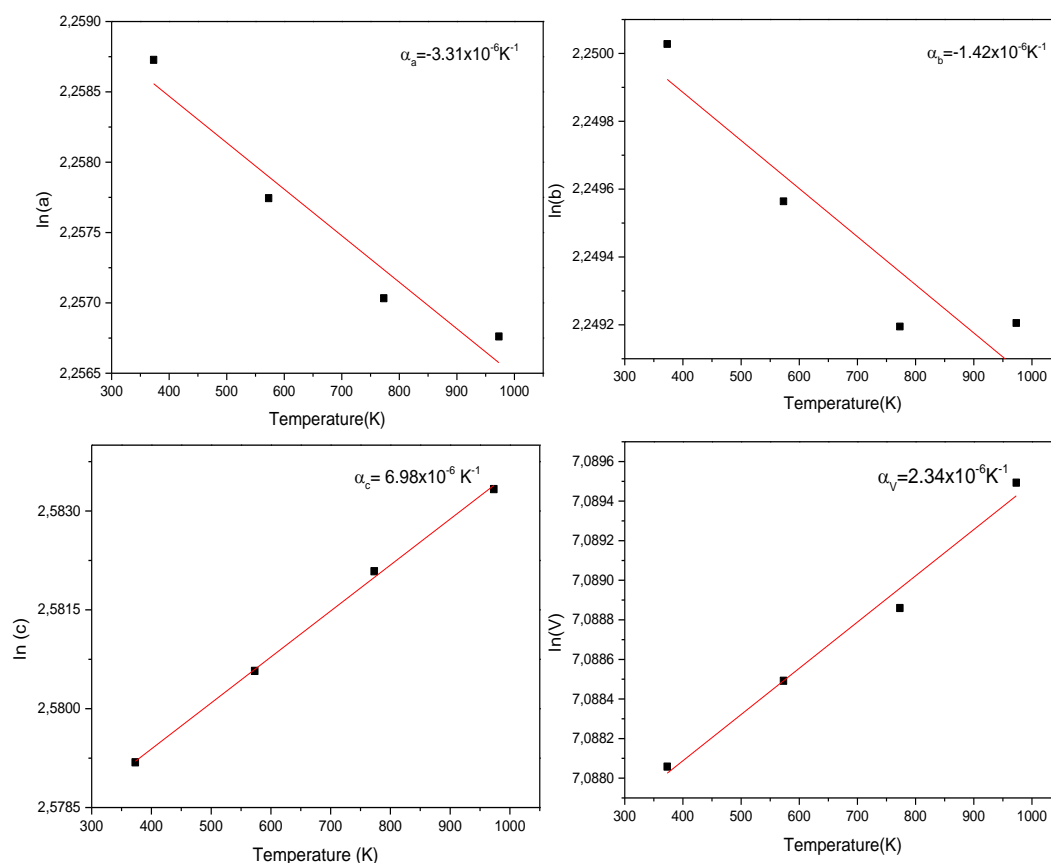 2,2590
2,2585
2,2580
2,2575
2,2570
2,2565
ln(a)
α_a=-3.31x10⁻⁶K⁻¹
300 400 500 600 700 800 900 1000
Temperature(K)
2,2500
2,2498
2,2496
2,2494
2,2492
ln(b)
α_b=-1.42x10⁻⁶K⁻¹
300 400 500 600 700 800 900 1000
Temperature(K)
2,5830
2,5815
2,5800
2,5785
ln (c)
α_c= 6.98x10⁻⁶ K⁻¹
300 400 500 600 700 800 900 1000
Temperature (K)
7,0896
7,0894
7,0892
7,0890
7,0888
7,0886
7,0884
7,0882
7,0880
ln(V)
α_V=2.34x10⁻⁶K⁻¹
300 400 500 600 700 800 900 1000
Temperature(K)